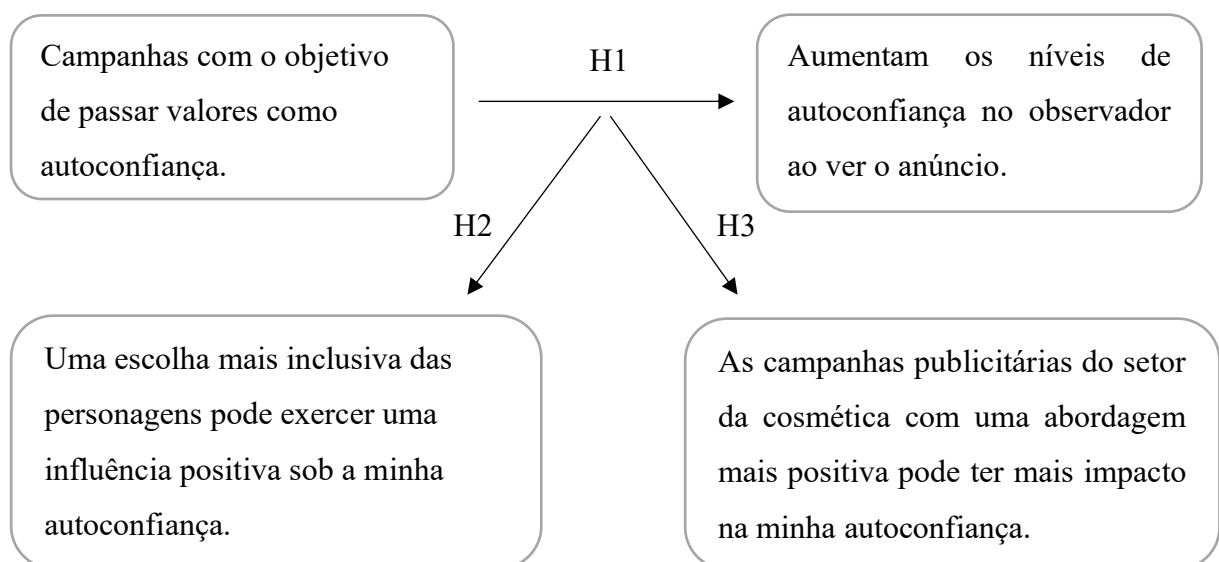 Campanhas com o objetivo
de passar valores como
autoconfiança.
H1
Aumentam os níveis de
autoconfiança no observador
ao ver o anúncio.
H2
H3
Uma escolha mais inclusiva das
personagens pode exercer uma
influência positiva sob a minha
autoconfiança.
As campanhas publicitárias do setor
da cosmética com uma abordagem
mais positiva pode ter mais impacto
na minha autoconfiança.